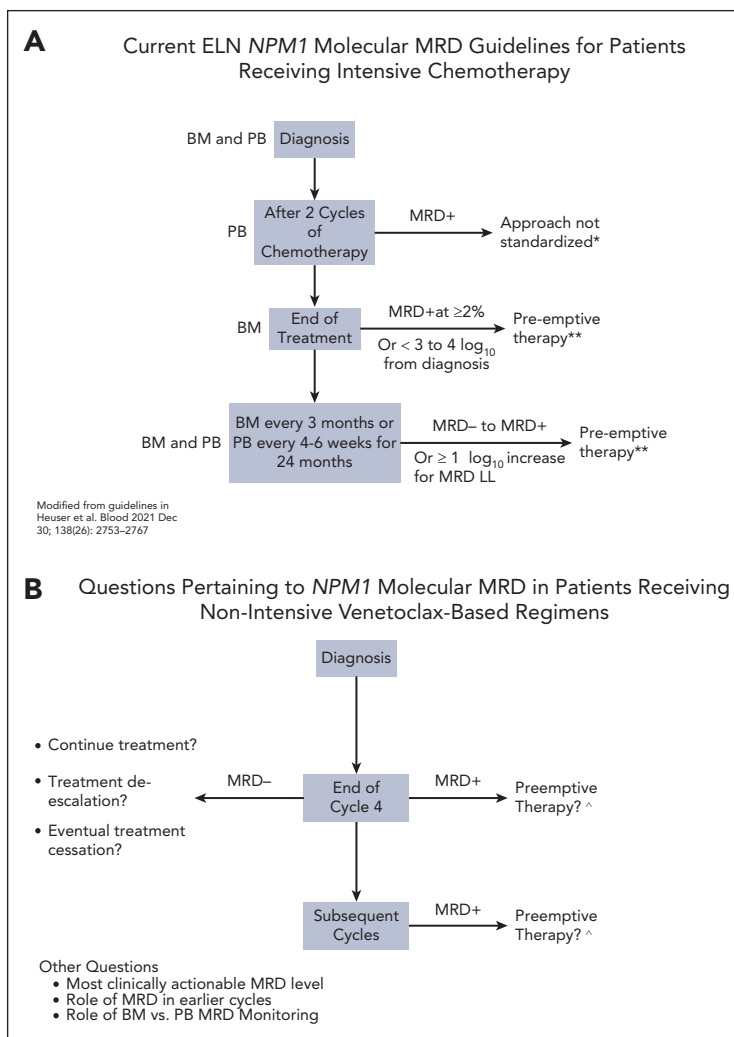 A
Current ELN NPM1 Molecular MRD Guidelines for Patients
Receiving Intensive Chemotherapy
BM and PB
Diagnosis
PB
After 2 Cycles
of
Chemotherapy
MRD+
Approach not
standardized*
BM
End of
Treatment
MRD+at ≥2%
Or < 3 to 4 log10
from diagnosis
Pre-emptive
therapy**
BM and PB
BM every 3 months or
PB every 4-6 weeks for
24 months
MRD– to MRD+
Or ≥ 1 log10 increase
for MRD LL
Pre-emptive
therapy**
Modified from guidelines in
Heuser et al. Blood 2021 Dec
30; 138(26): 2753–2767
B
Questions Pertaining to NPM1 Molecular MRD in Patients Receiving
Non-Intensive Venetoclax-Based Regimens
Diagnosis
• Continue treatment?
• Treatment de-
escalation?
• Eventual treatment
cessation?
MRD–
End of
Cycle 4
MRD+
Preemptive
Therapy? ^
Subsequent
Cycles
MRD+
Preemptive
Therapy? ^
Other Questions
• Most clinically actionable MRD level
• Role of MRD in earlier cycles
• Role of BM vs. PB MRD Monitoring